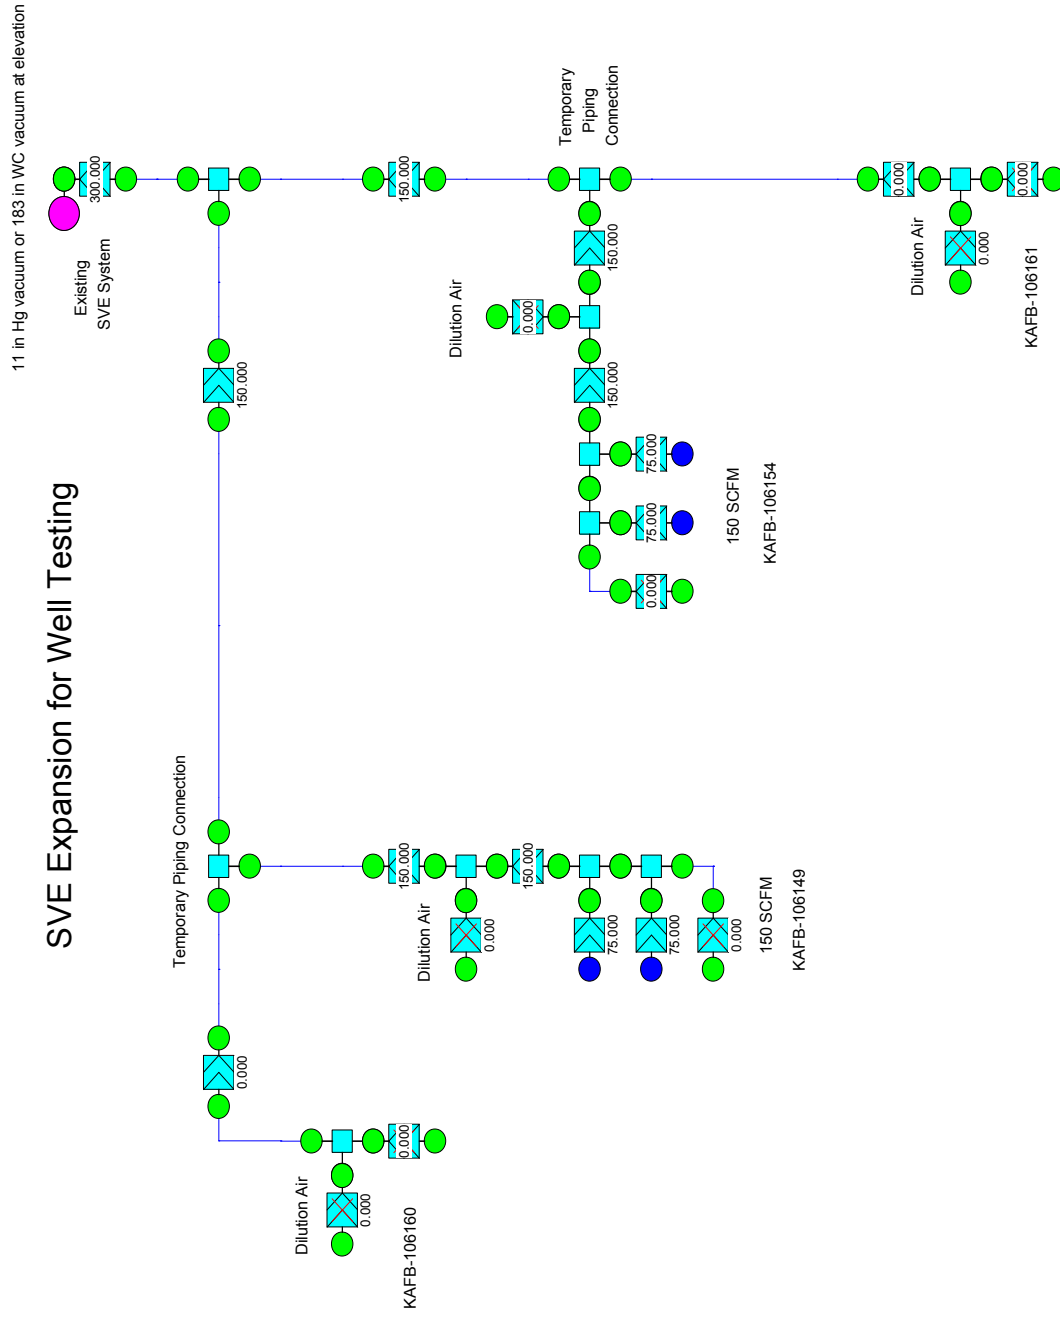 11 in Hg vacuum or 183 in WC vacuum at elevation
SVE Expansion for Well Testing
Existing
SVE System
300.000
150.000
150.000
Temporary
Piping
Connection
Dilution Air
0.000
150.000
150.000
75.000
75.000
0.000
150 SCFM
KAFB-106154
0.000
Dilution Air
0.000
0.000
KAFB-106161
Temporary Piping Connection
150.000
Dilution Air
0.000
150.000
75.000
75.000
0.000
150 SCFM
KAFB-106149
0.000
Dilution Air
0.000
0.000
KAFB-106160